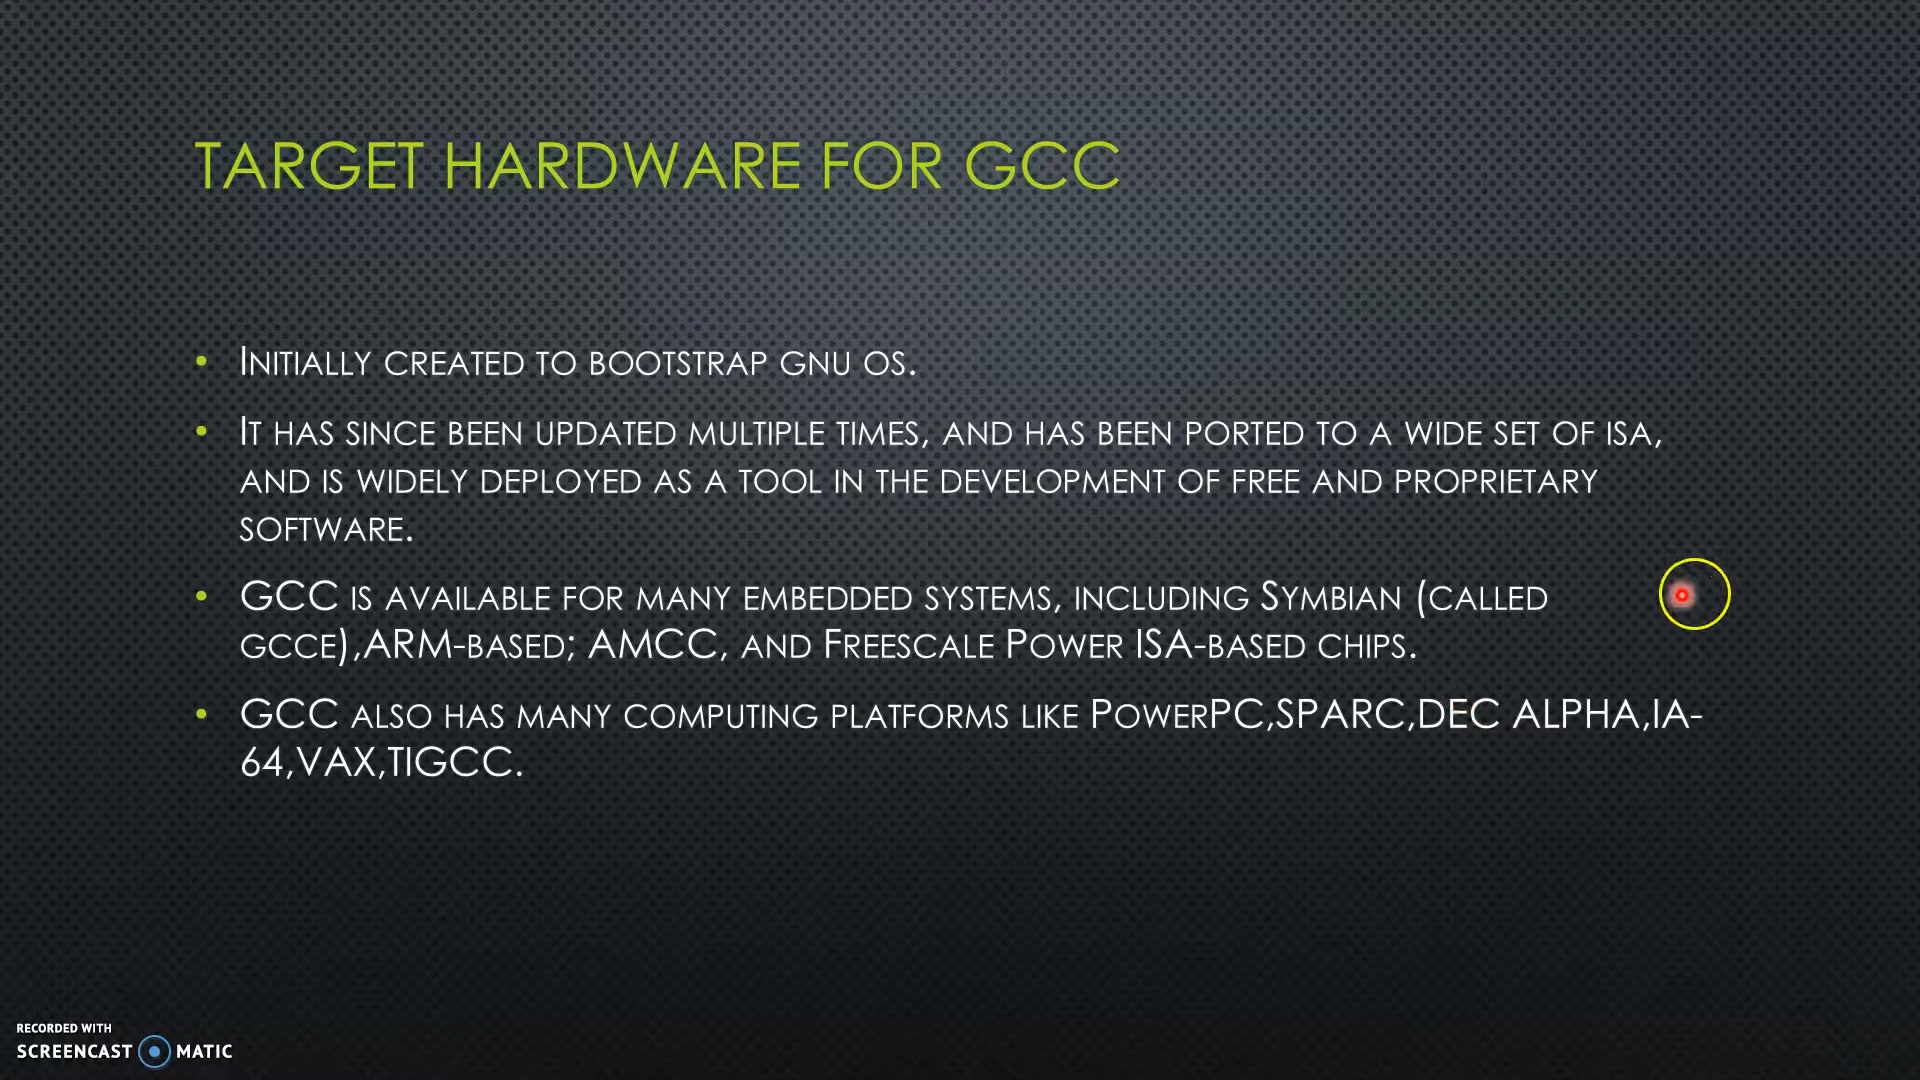 TARGET HARDWARE FOR GCC
• Initially created to bootstrap gnu os.
• It has since been updated multiple times, and has been ported to a wide set of isa,
and is widely deployed as a tool in the development of free and proprietary
software.
• GCC is available for many embedded systems, including Symbian (called
gcce),ARM-based; AMCC, and Freescale Power ISA-based chips.
• GCC also has many computing platforms like PowerPC,SPARC,DEC ALPHA,IA-
64,VAX,TIGCC.
RECORDED WITH
SCREENCAST MATIC